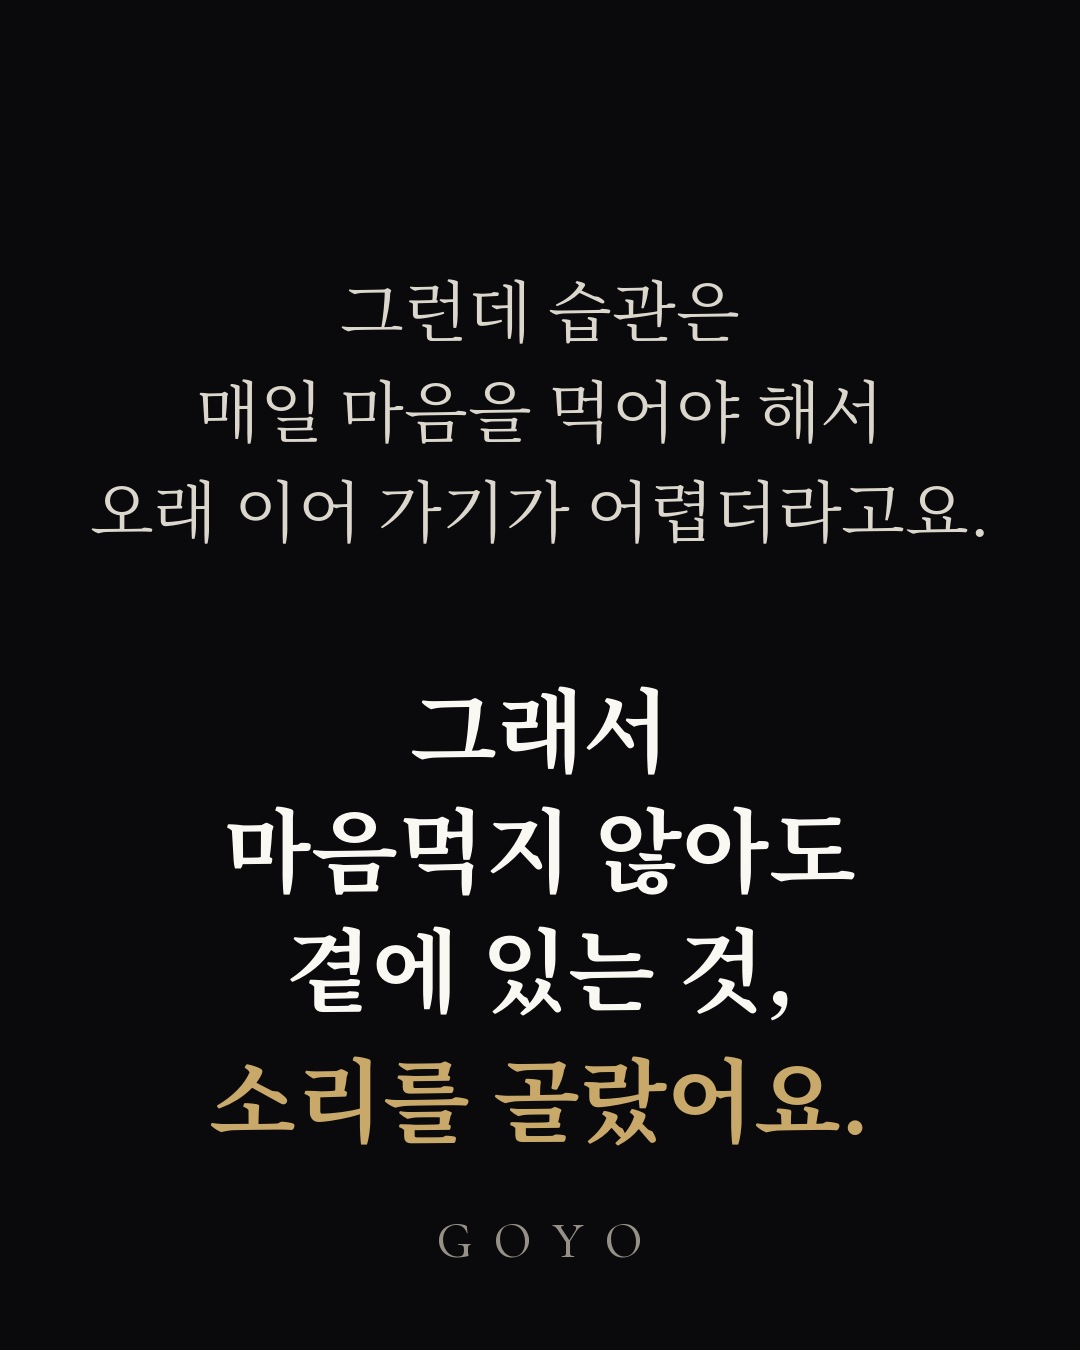 그런데 습관은
매일 마음을 먹어야 해서
오래 이어 가기가 어렵더라고요.
그래서
마음먹지 않아도
곁에 있는 것,
소리를 골랐어요.
GOYO